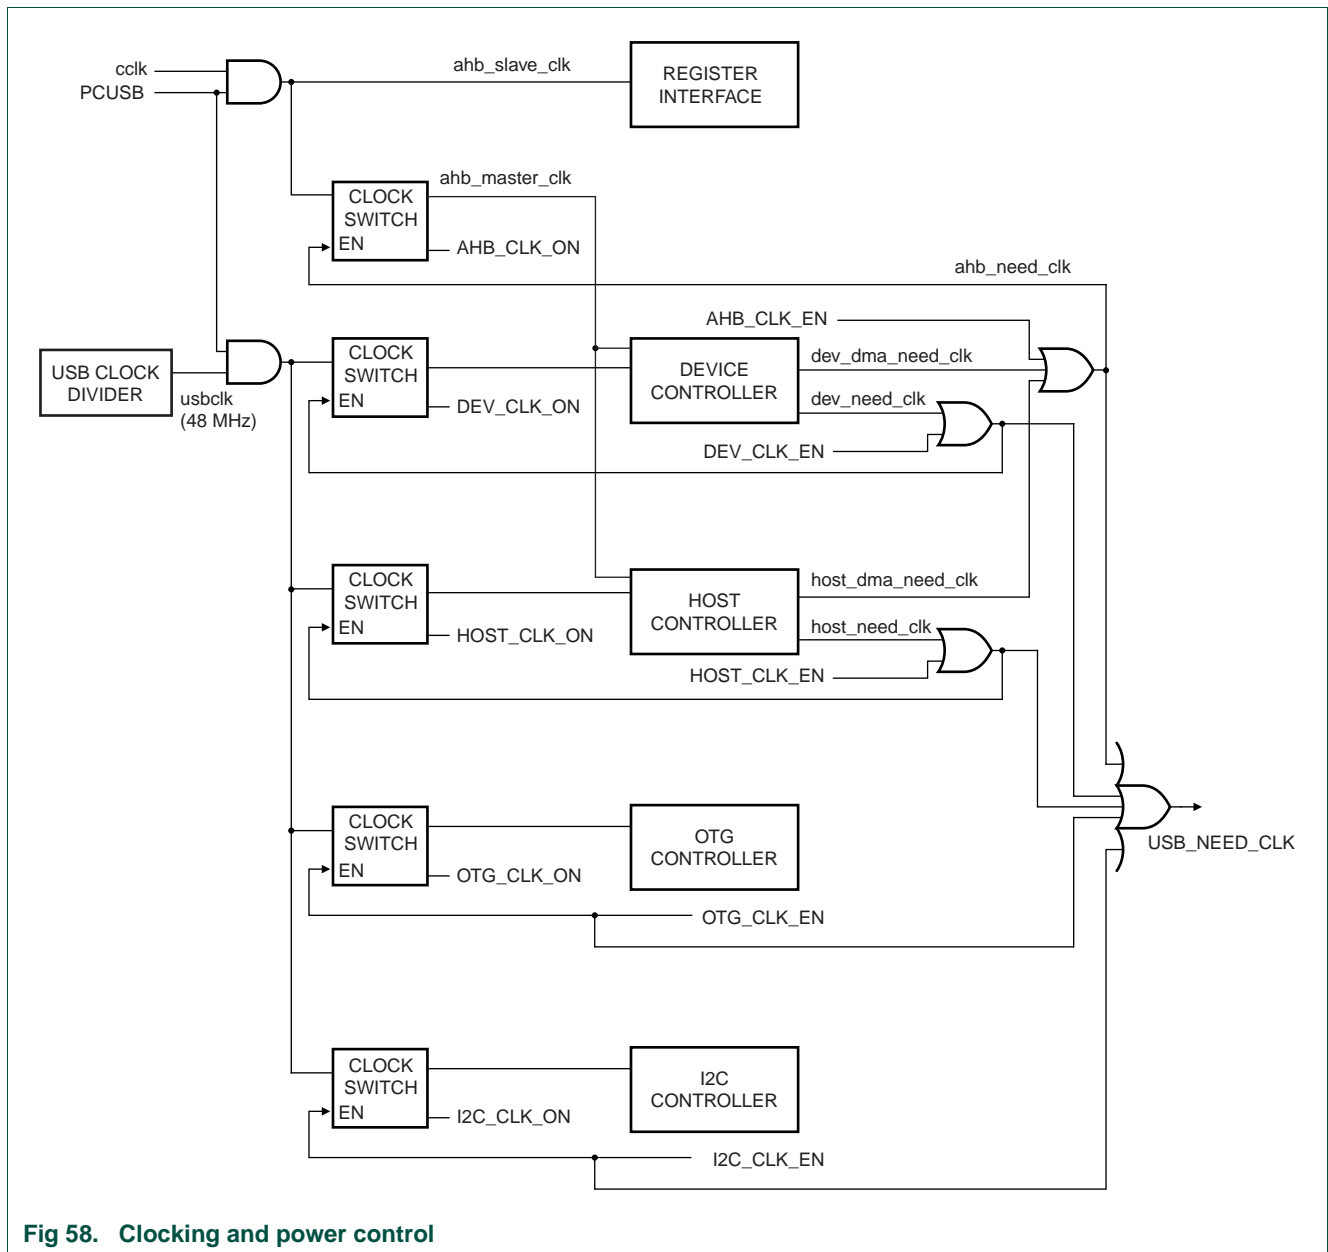 cclk
PCUSB
ahb_slave_clk
REGISTER
INTERFACE
CLOCK
SWITCH
EN
ahb_master_clk
AHB_CLK_ON
ahb_need_clk
AHB_CLK_EN
USB CLOCK
DIVIDER
usbclk
(48 MHz)
CLOCK
SWITCH
EN
DEV_CLK_ON
DEVICE
CONTROLLER
dev_dma_need_clk
dev_need_clk
DEV_CLK_EN
CLOCK
SWITCH
EN
HOST_CLK_ON
HOST
CONTROLLER
host_dma_need_clk
host_need_clk
HOST_CLK_EN
CLOCK
SWITCH
EN
OTG_CLK_ON
OTG
CONTROLLER
USB_NEED_CLK
OTG_CLK_EN
CLOCK
SWITCH
EN
I2C_CLK_ON
I2C
CONTROLLER
I2C_CLK_EN
Fig 58. Clocking and power control